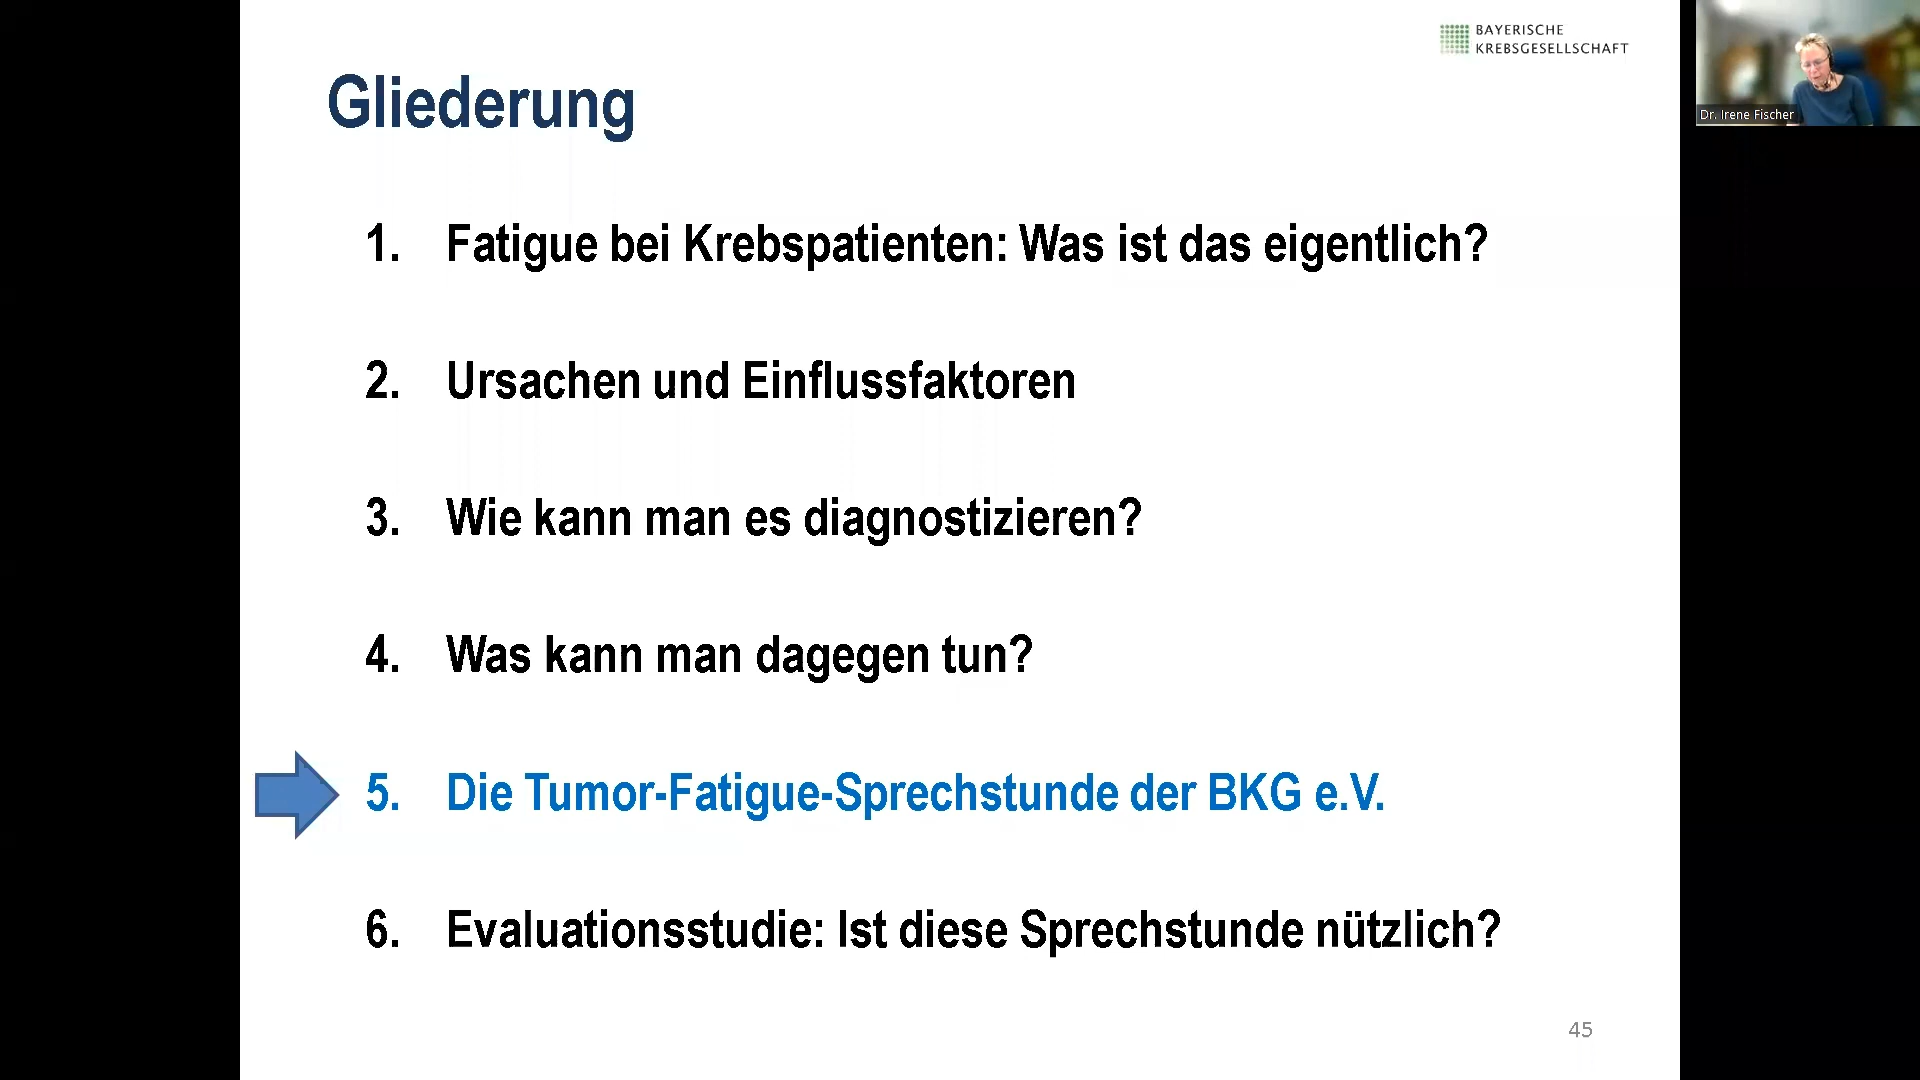 BAYERISCHE
KREBSGESELLSCHAFT
Dr. Irene Fischer
Gliederung
1. Fatigue bei Krebspatienten: Was ist das eigentlich?
2. Ursachen und Einflussfaktoren
3. Wie kann man es diagnostizieren?
4. Was kann man dagegen tun?
5. Die Tumor-Fatigue-Sprechstunde der BKG e.V.
6. Evaluationsstudie: Ist diese Sprechstunde nützlich?
45